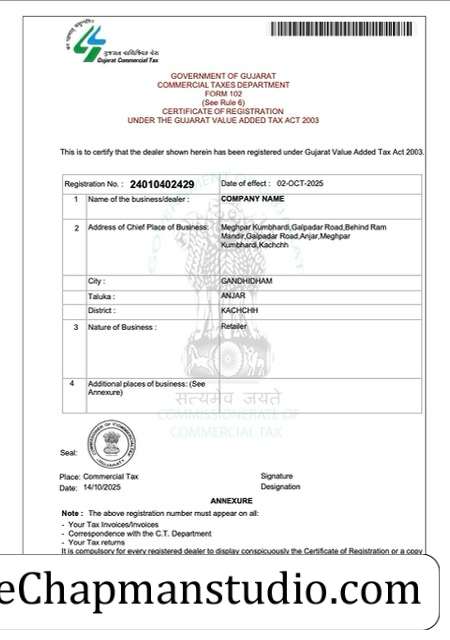 ગુજરાત વાણિજ્યિક વેરા
Gujarat Commercial Tax
GOVERNMENT OF GUJARAT
COMMERCIAL TAXES DEPARTMENT
FORM 102
(See Rule 6)
CERTIFICATE OF REGISTRATION
UNDER THE GUJARAT VALUE ADDED TAX ACT 2003
This is to certify that the dealer shown herein has been registered under Gujarat Value Added Tax Act 2003.
Registration No. : 24010402429 Date of effect : 02-OCT-2025
1 Name of the business/dealer : COMPANY NAME
2 Address of Chief Place of Business: Meghpar Kumbhardi,Galpadar Road,Behind Ram
Mandir,Galpadar Road,Anjar,Meghpar
Kumbhardi,Kachchh
City : GANDHIDHAM
Taluka : ANJAR
District : KACHCHH
3 Nature of Business : Retailer
4 Additional places of business: (See
Annexure)
सत्यमेव जयते
COMMISSIONERATE OF
COMMERCIAL TAX
Seal:
Place: Commercial Tax Signature
Date: 14/10/2025 Designation
ANNEXURE
Note : The above registration number must appear on all:
- Your Tax Invoices/Invoices
- Correspondence with the C.T. Department
- Your Tax returns
It is compulsory for every registered dealer to display conspicuously the Certificate of Registration or a copy
eChapmanstudio.com